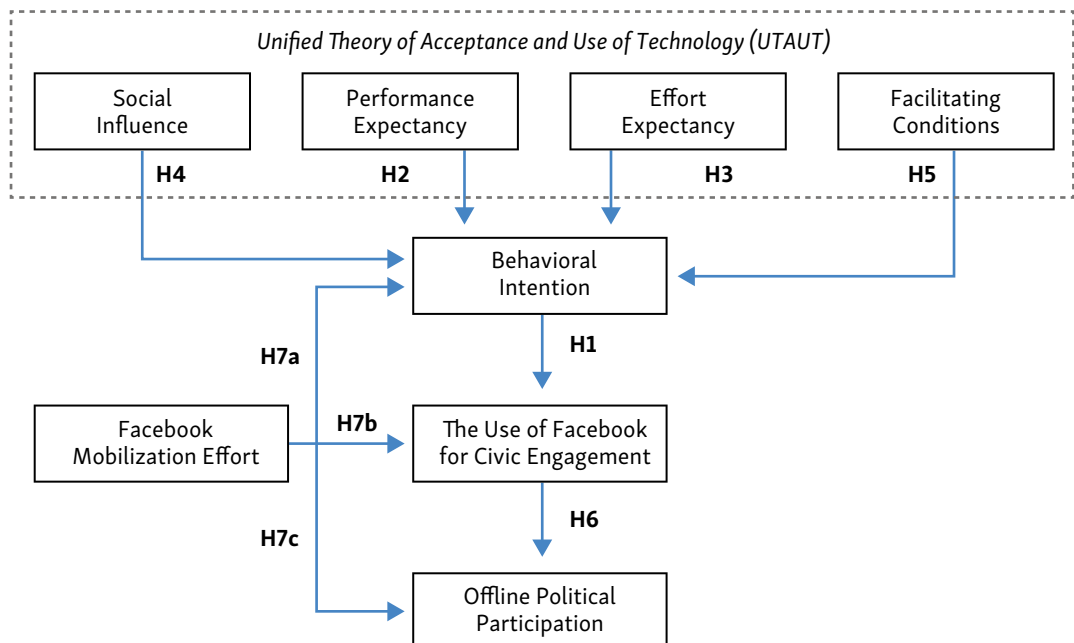 Unified Theory of Acceptance and Use of Technology (UTAUT)
Social
Influence
Performance
Expectancy
Effort
Expectancy
Facilitating
Conditions
H4
H2
H3
H5
Behavioral
Intention
H1
H7a
Facebook
Mobilization Effort
H7b
The Use of Facebook
for Civic Engagement
H7c
H6
Offline Political
Participation